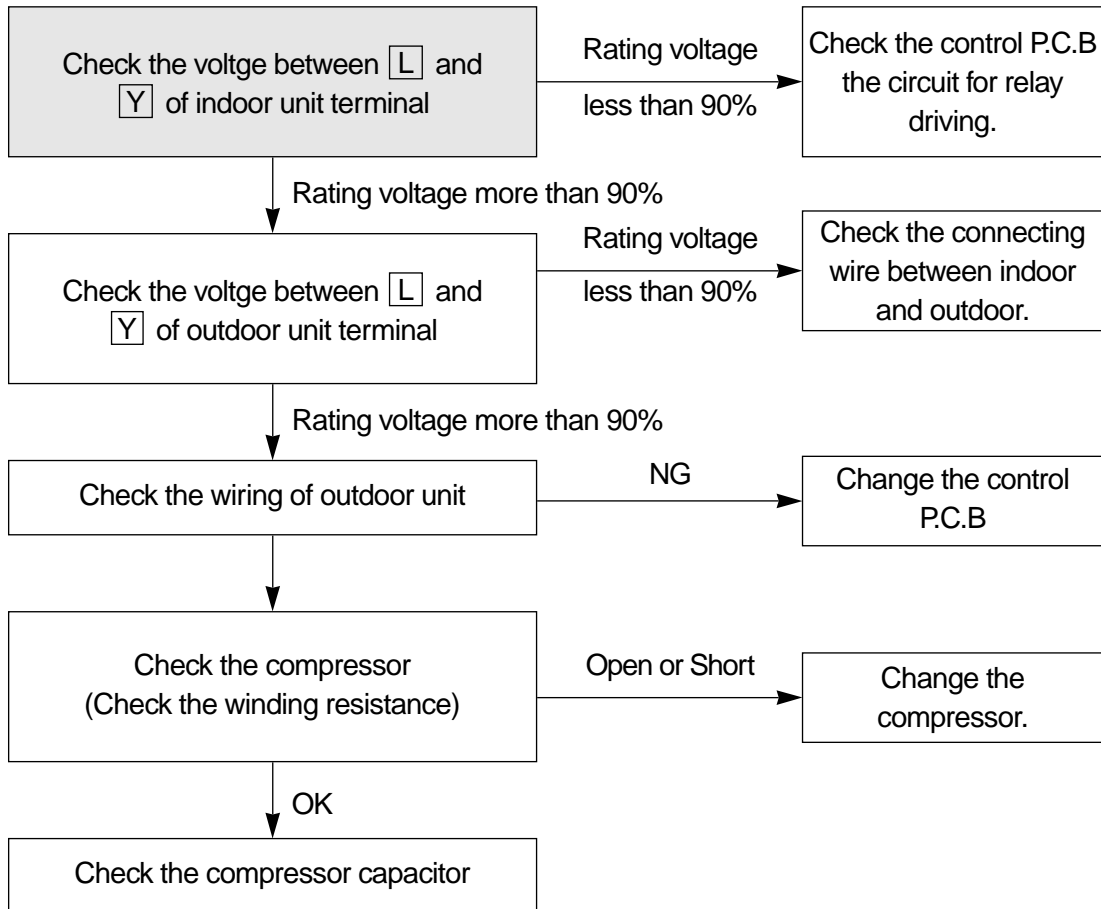 Check the voltge between L and
Y of indoor unit terminal
Rating voltage
less than 90%
Check the control P.C.B
the circuit for relay
driving.
Rating voltage more than 90%
Check the voltge between L and
Y of outdoor unit terminal
Rating voltage
less than 90%
Check the connecting
wire between indoor
and outdoor.
Rating voltage more than 90%
Check the wiring of outdoor unit
NG
Change the control
P.C.B
Check the compressor
(Check the winding resistance)
Open or Short
Change the
compressor.
OK
Check the compressor capacitor